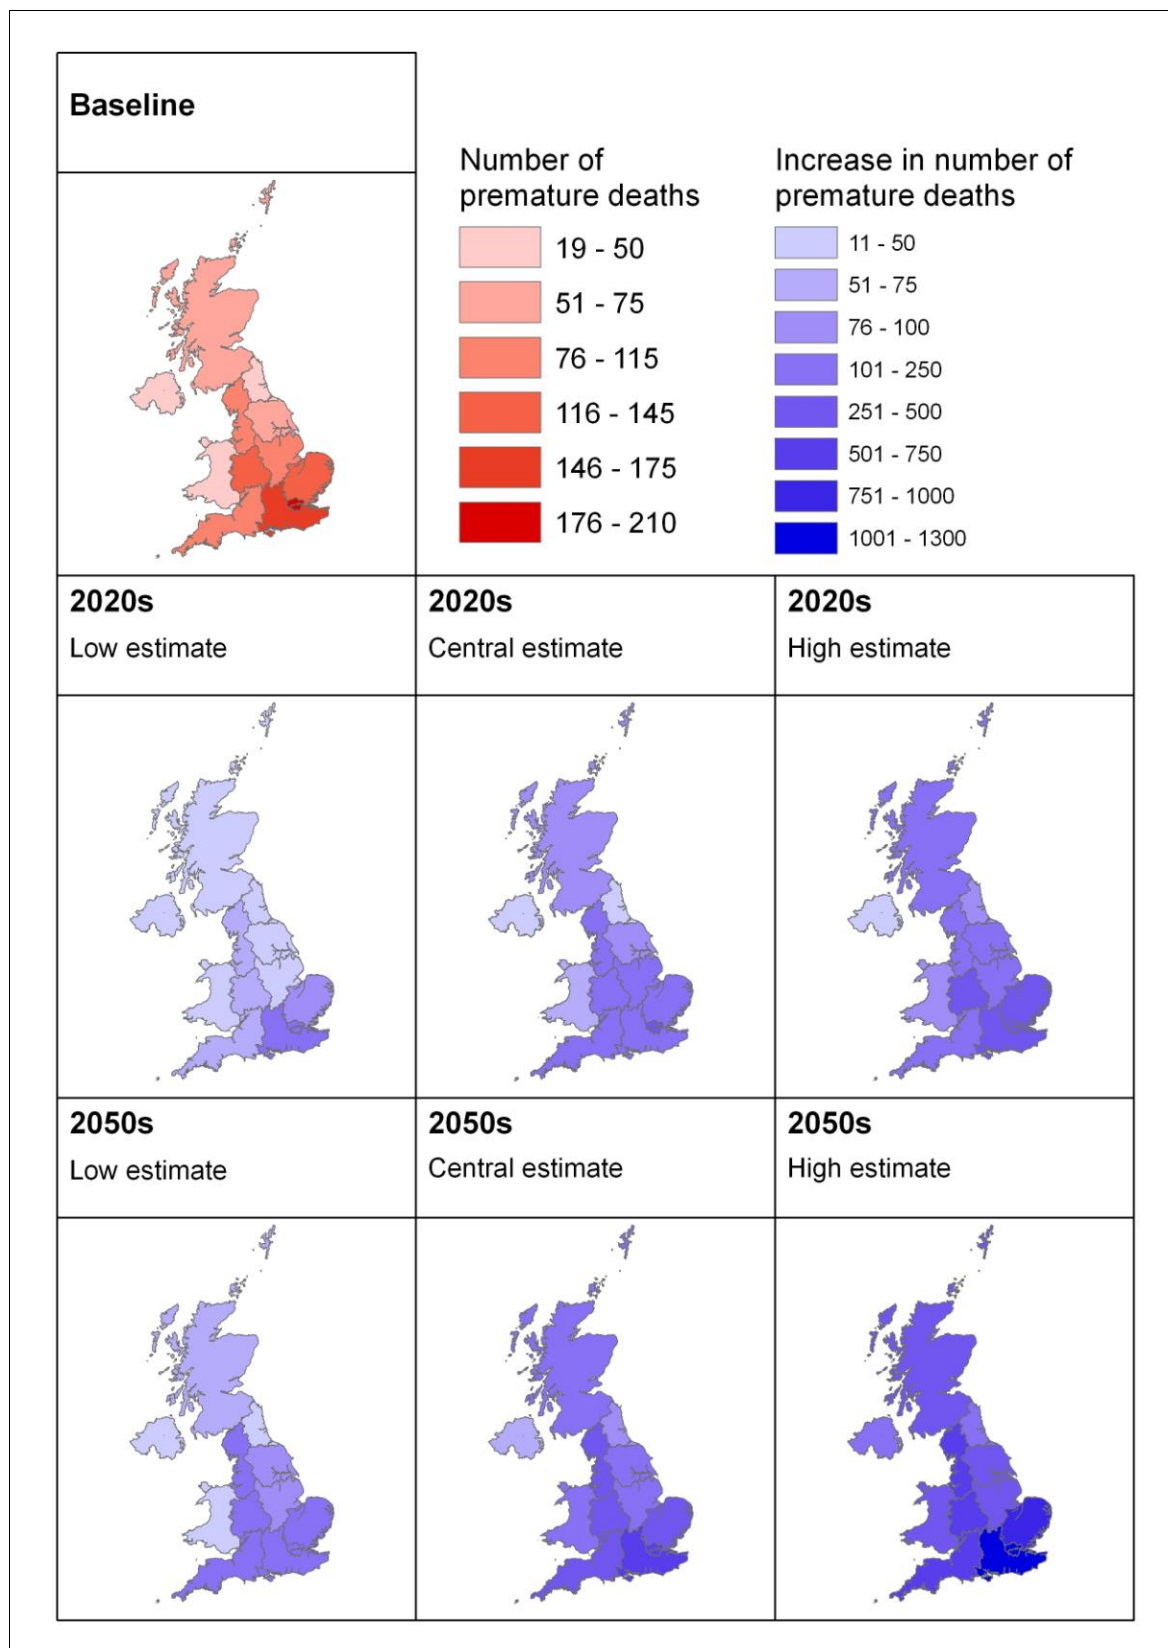 Baseline
Number of
premature deaths
19 - 50
51 - 75
76 - 115
116 - 145
146 - 175
176 - 210
Increase in number of
premature deaths
11 - 50
51 - 75
76 - 100
101 - 250
251 - 500
501 - 750
751 - 1000
1001 - 1300
2020s
Low estimate
2020s
Central estimate
2020s
High estimate
2050s
Low estimate
2050s
Central estimate
2050s
High estimate